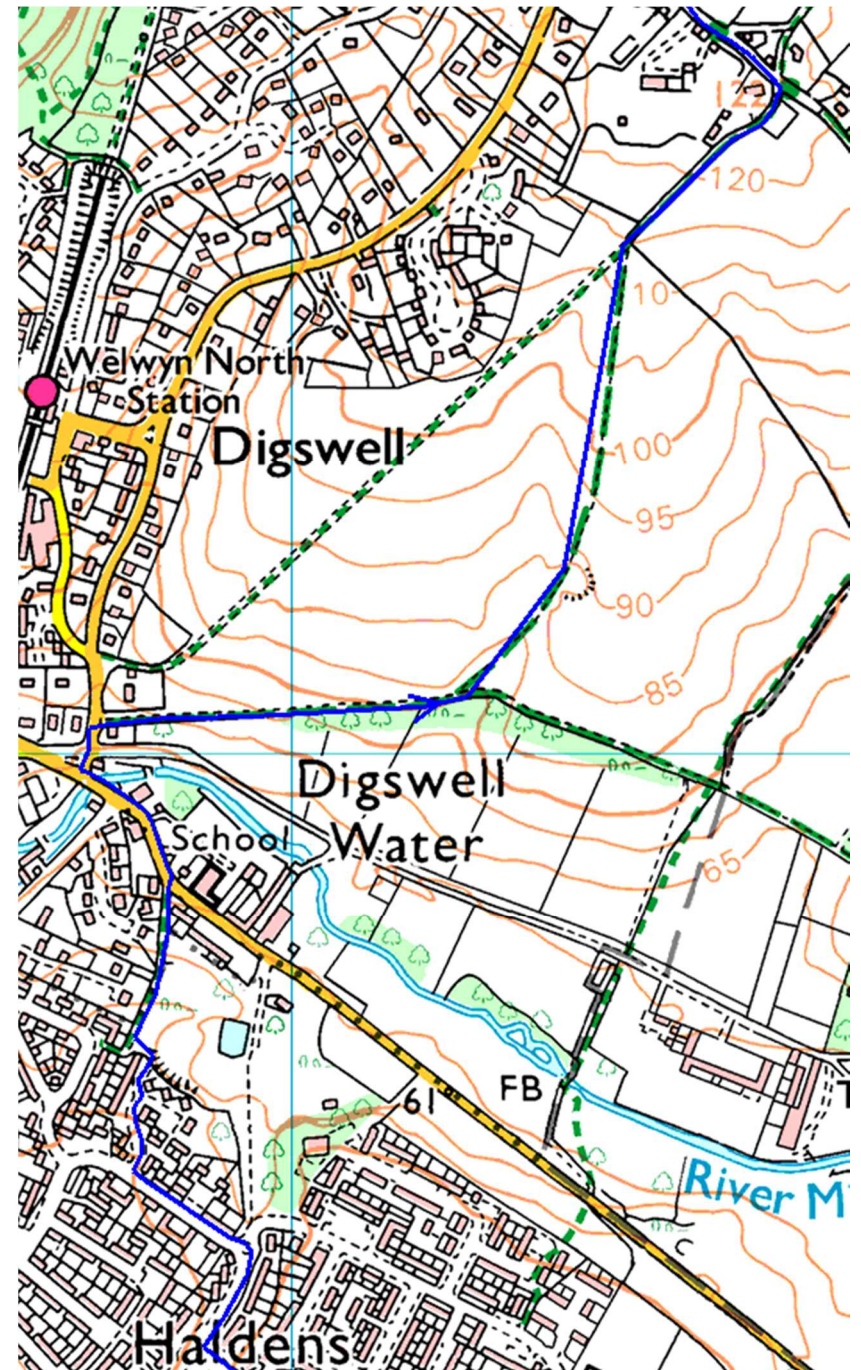 122
120
10
Welwyn North
Station
Digswell
100
95
90
85
Digswell
Water
School
65
61
FB
T
River M
Haldens